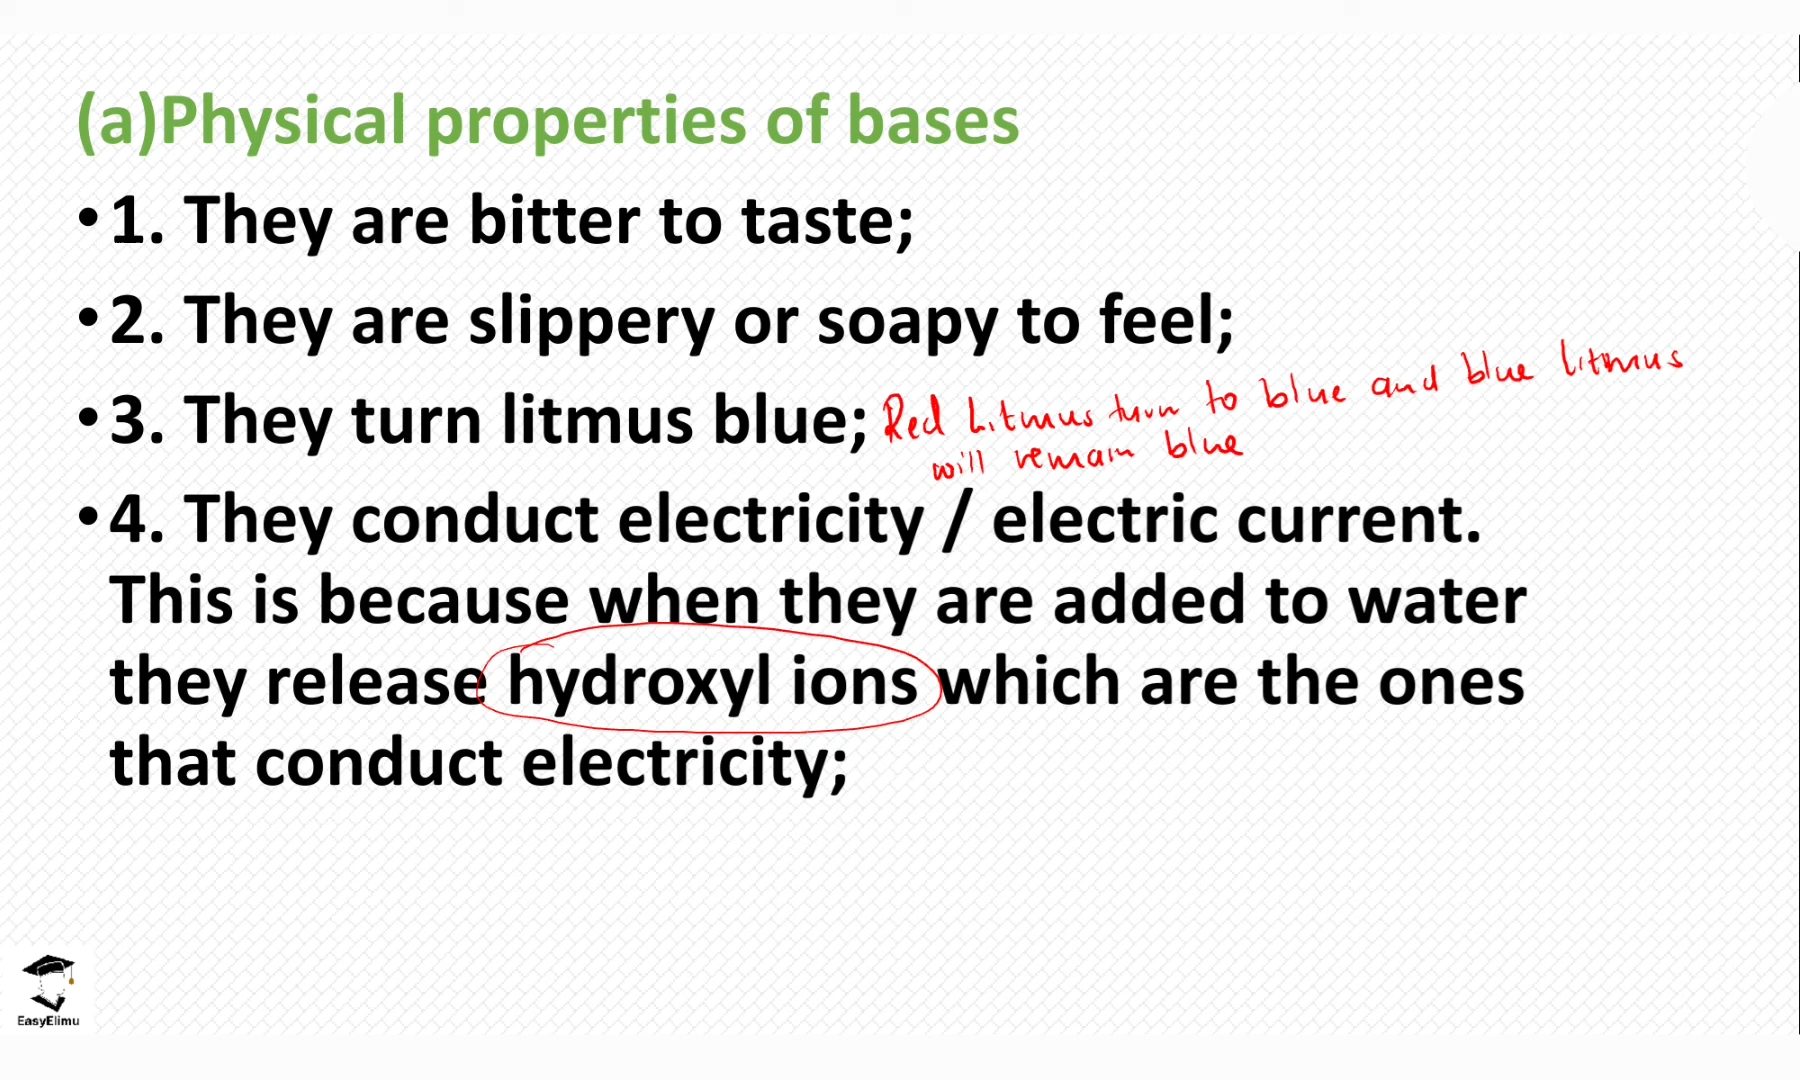 (a)Physical properties of bases
•1. They are bitter to taste;
•2. They are slippery or soapy to feel;
•3. They turn litmus blue; Red Litmus turn to blue and blue litmus
will remain blue
•4. They conduct electricity / electric current.
This is because when they are added to water
they release hydroxyl ions which are the ones
that conduct electricity;
EasyElimu